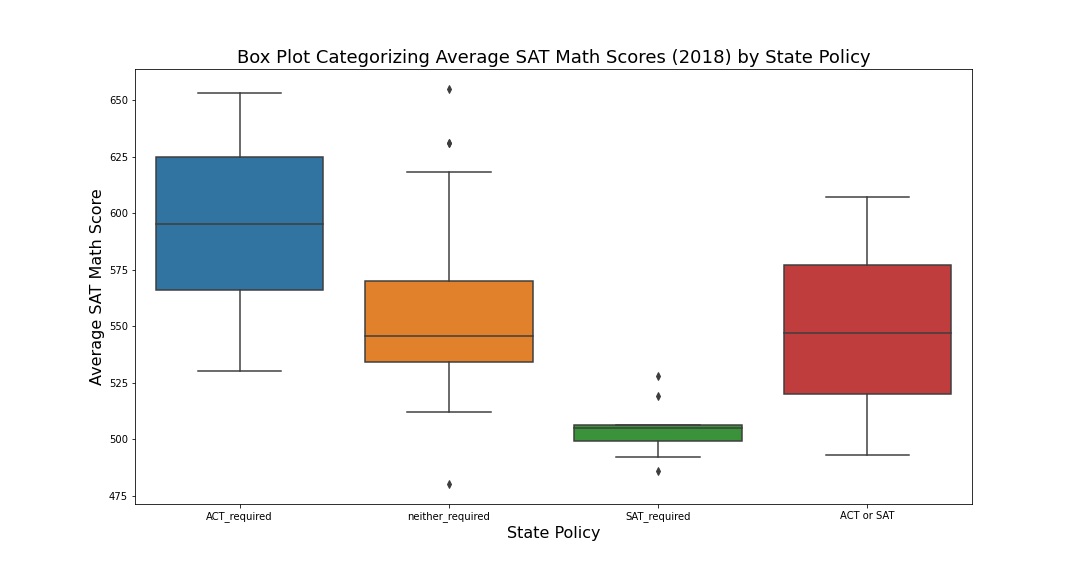 Box Plot Categorizing Average SAT Math Scores (2018) by State Policy
Average SAT Math Score
650
625
600
575
550
525
500
475
ACT_required
neither_required
SAT_required
ACT or SAT
State Policy